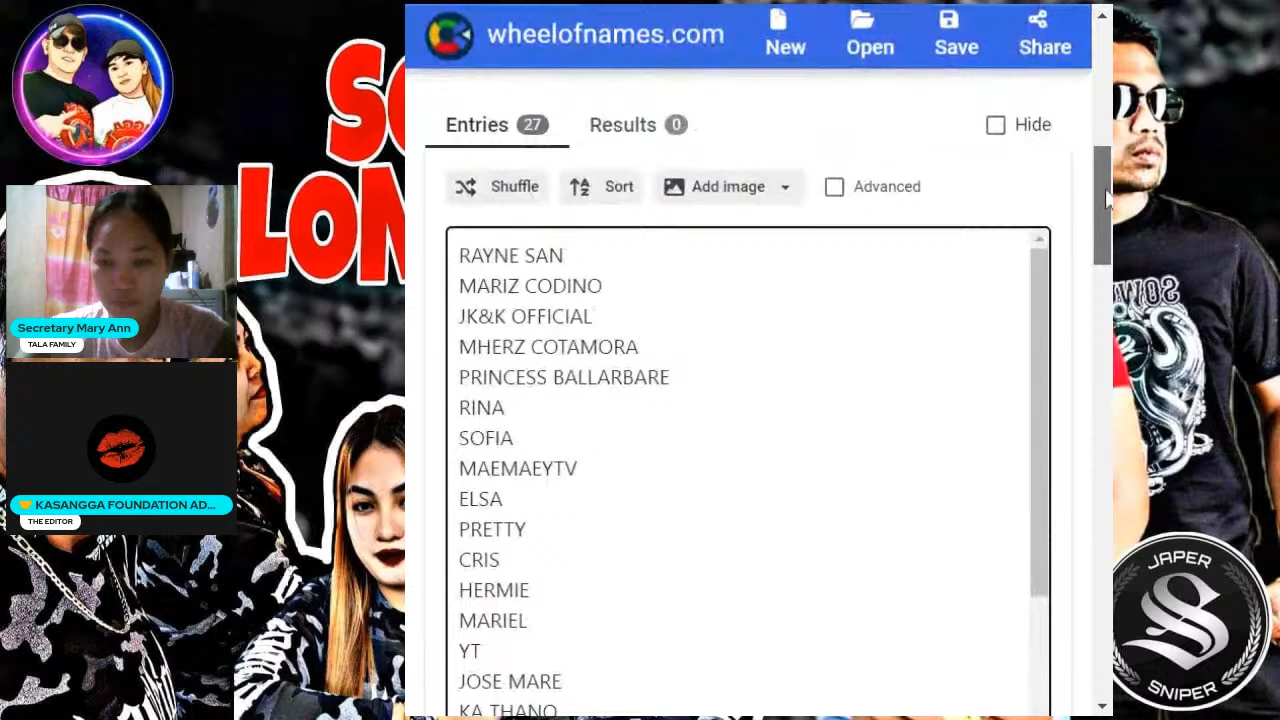 wheelofnames.com
New
Open
Save
Share
Entries 27
Results 0
Hide
Shuffle
Sort
Add image
Advanced
RAYNE SAN
MARIZ CODINO
JK&K OFFICIAL
MHERZ COTAMORA
PRINCESS BALLARBARE
RINA
SOFIA
MAEMAEYTV
ELSA
PRETTY
CRIS
HERMIE
MARIEL
YT
JOSE MARE
KA THANO
Secretary Mary Ann
TALA FAMILY
KASANGGA FOUNDATION AD...
THE EDITOR
JAPER
S
SNIPER